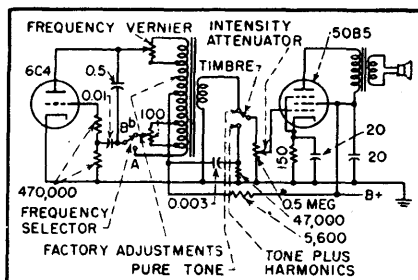 FREQUENCY VERNIER
INTENSITY
ATTENUATOR
50B5
6C4
0.5
TIMBRE
0.01
B b
100
A
150
20
20
470,000
0.003
0.5 MEG
B+
FREQUENCY
SELECTOR
47,000
5,600
FACTORY ADJUSTMENTS
PURE TONE
TONE PLUS
HARMONICS